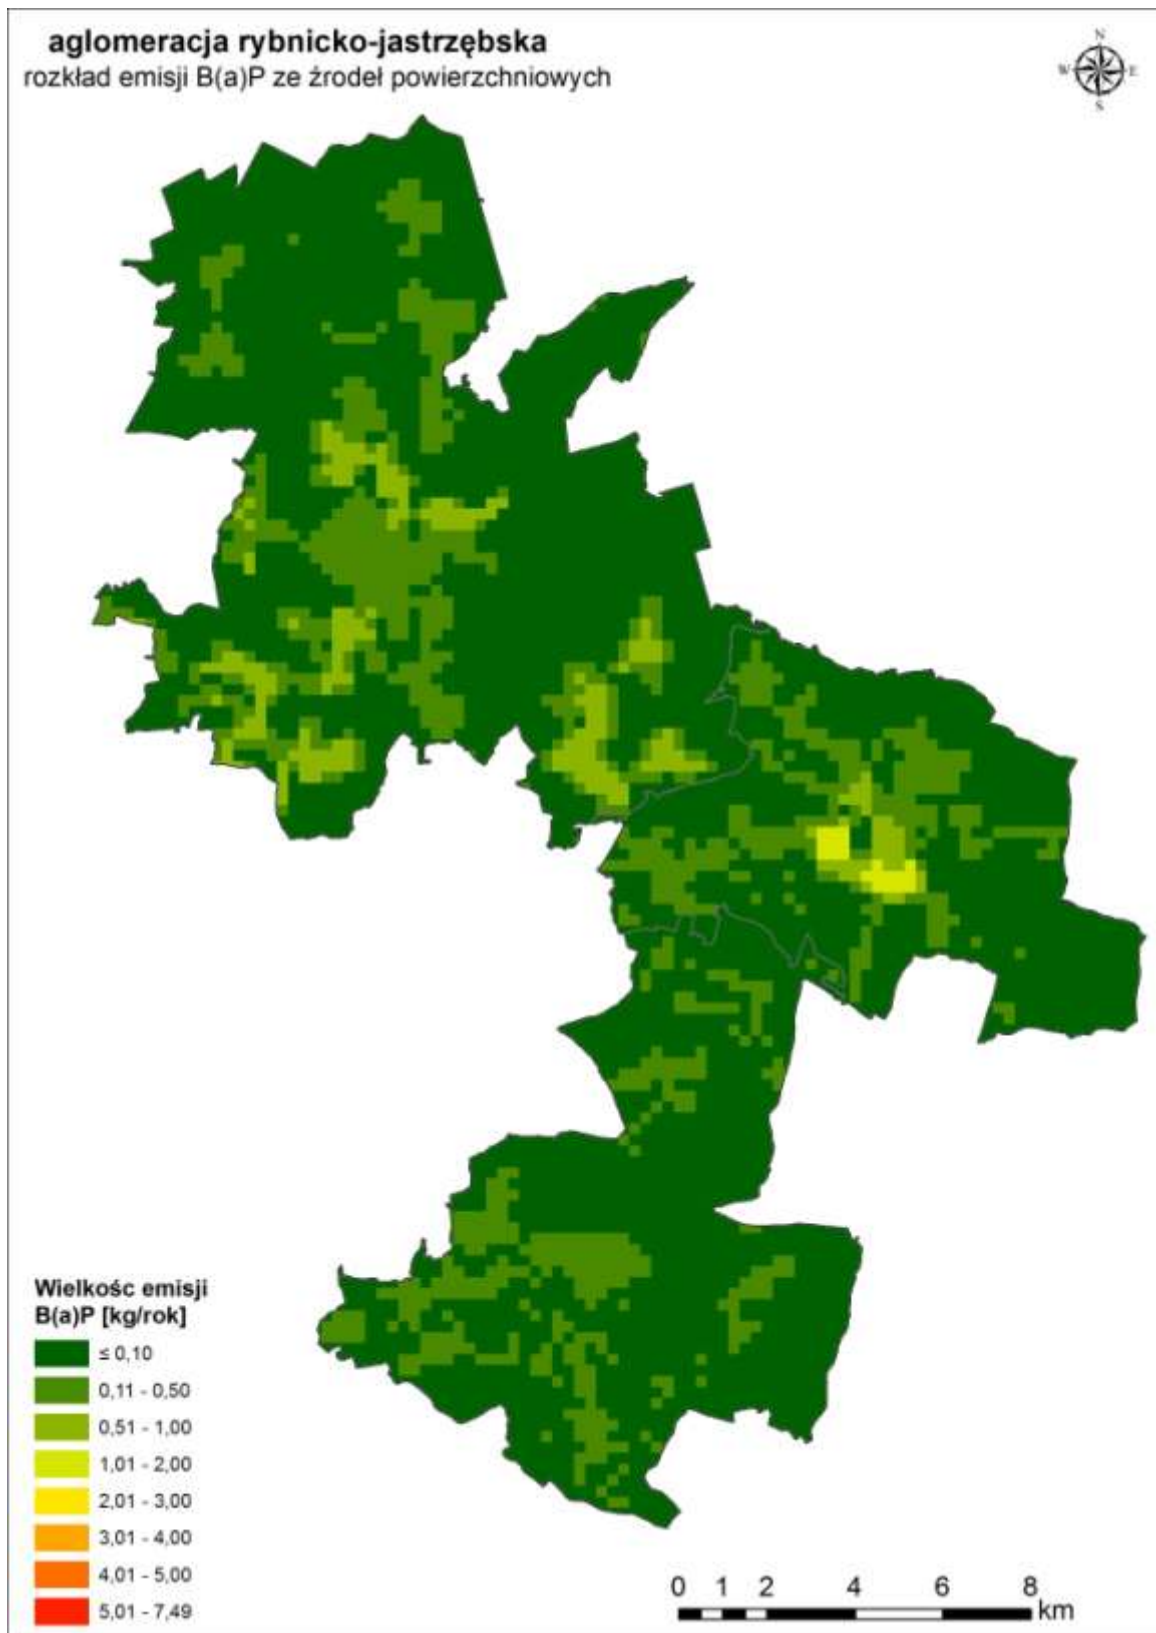 aglomeracja rybnicko-jastrzębska
rozkład emisji B(a)P ze źrodeł powierzchniowych
N
W E
S
Wielkośc emisji
B(a)P [kg/rok]
≤ 0,10
0,11 - 0,50
0,51 - 1,00
1,01 - 2,00
2,01 - 3,00
3,01 - 4,00
4,01 - 5,00
5,01 - 7,49
0 1 2 4 6 8
km